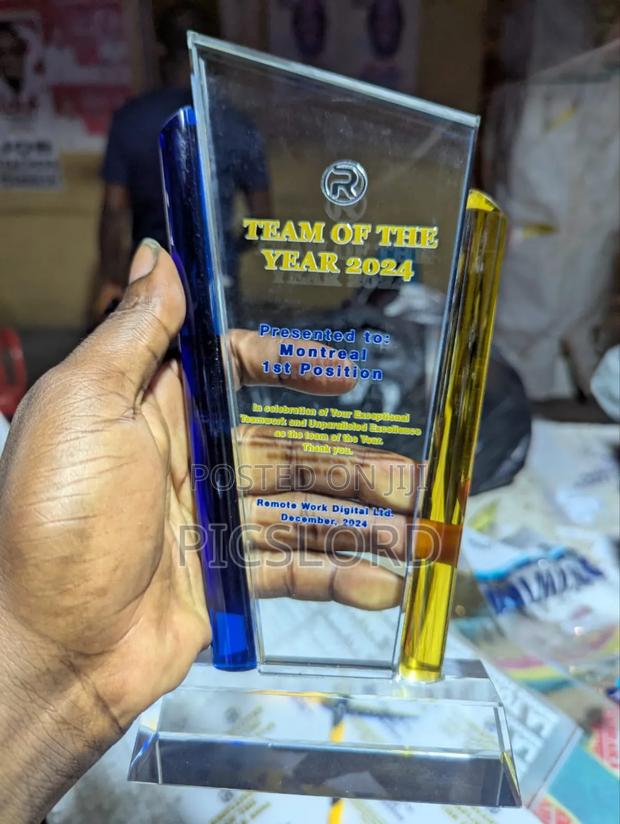 R
TEAM OF THE
YEAR 2024
Presented to:
Montreal
1st Position
In celebration of Your Exceptional
Teamwork and Unparalleled Excellence
as the team of the Year.
Thank you.
POSTED ON JIJI
Remote Work Digital Ltd.
December, 2024
PICSLORD